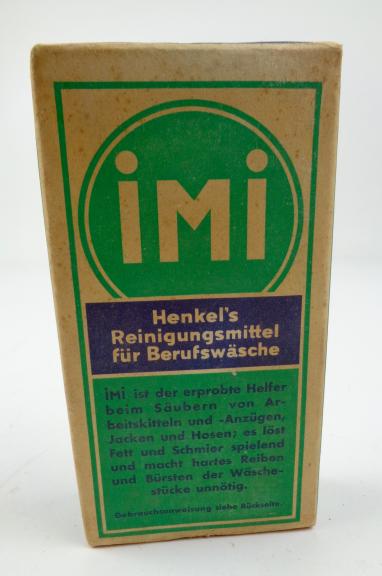 iMi
Henkel's
Reinigungsmittel
für Berufswäsche
iMi ist der erprobte Helfer
beim Säubern von Ar-
beitskitteln und -Anzügen,
Jacken und Hosen; es löst
Fett und Schmier spielend
und macht hartes Reiben
und Bürsten der Wäsche-
stücke unnötig.
Gebrauchsanweisung siehe Rückseite.